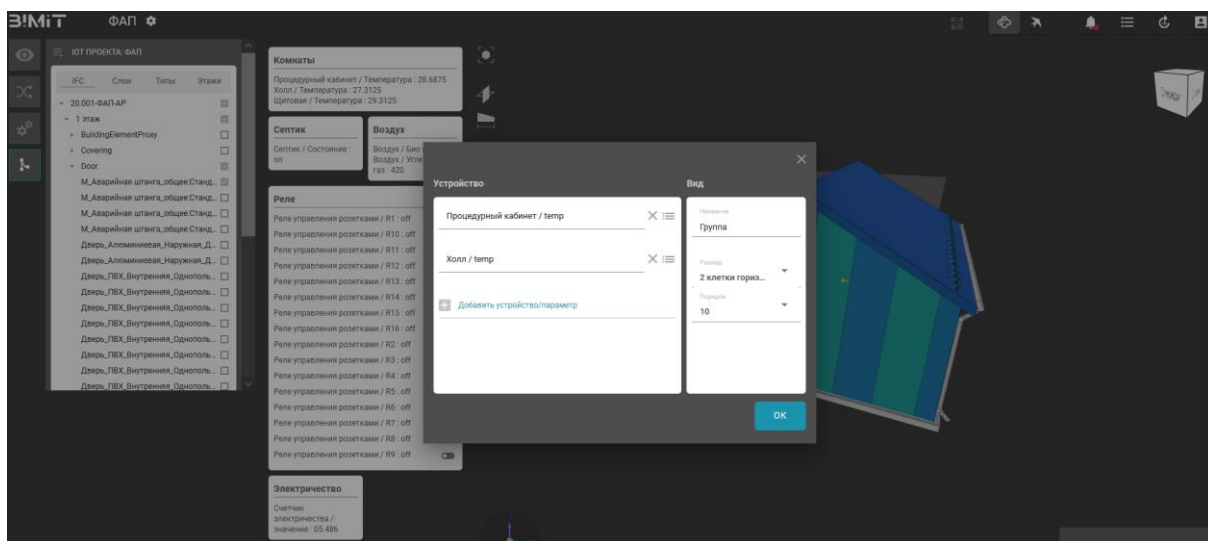 B!MiT
ФАП
IOT ПРОЕКТА: ФАП
IFC Слои Типы Этажи
20.001-ФАП-АР
1 этаж
BuildingElementProxy
Covering
Door
М_Аварийная штанга_общее:Станд...
М_Аварийная штанга_общее:Станд...
М_Аварийная штанга_общее:Станд...
М_Аварийная штанга_общее:Станд...
Дверь_Алюминиевая_Наружная_Д...
Дверь_Алюминиевая_Наружная_Д...
Дверь_ПВХ_Внутренняя_Однополь...
Дверь_ПВХ_Внутренняя_Однополь...
Дверь_ПВХ_Внутренняя_Однополь...
Дверь_ПВХ_Внутренняя_Однополь...
Дверь_ПВХ_Внутренняя_Однополь...
Дверь_ПВХ_Внутренняя_Однополь...
Дверь_ПВХ_Внутренняя_Однополь...
Комнаты
Процедурный кабинет / Температура : 28.6875
Холл / Температура : 27.3125
Щитовая / Температура : 29.3125
Септик
Септик / Состояние :
on
Воздух
Воздух / Био
Воздух / Угле
газ : 420
Реле
Реле управления розетками / R1 : off
Реле управления розетками / R10 : off
Реле управления розетками / R11 : off
Реле управления розетками / R12 : off
Реле управления розетками / R13 : off
Реле управления розетками / R14 : off
Реле управления розетками / R15 : off
Реле управления розетками / R16 : off
Реле управления розетками / R2 : off
Реле управления розетками / R3 : off
Реле управления розетками / R4 : off
Реле управления розетками / R5 : off
Реле управления розетками / R6 : off
Реле управления розетками / R7 : off
Реле управления розетками / R8 : off
Реле управления розетками / R9 : off
Электричество
Счетчик
электричества /
значение : 05.486
Устройство
Процедурный кабинет / temp
Холл / temp
Добавить устройство/параметр
Вид
Название
Группа
Размер
2 клетки гориз...
Порядок
10
ОК